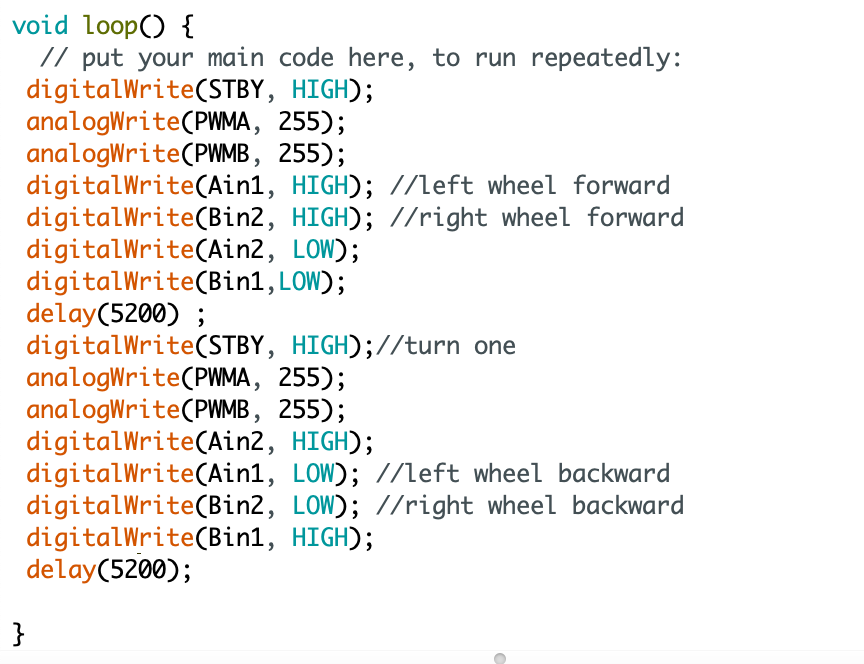 void loop() {
  // put your main code here, to run repeatedly:
 digitalWrite(STBY, HIGH);
 analogWrite(PWMA, 255);
 analogWrite(PWMB, 255);
 digitalWrite(Ain1, HIGH); //left wheel forward
 digitalWrite(Bin2, HIGH); //right wheel forward
 digitalWrite(Ain2, LOW);
 digitalWrite(Bin1,LOW);
 delay(5200) ;
 digitalWrite(STBY, HIGH);//turn one
 analogWrite(PWMA, 255);
 analogWrite(PWMB, 255);
 digitalWrite(Ain2, HIGH);
 digitalWrite(Ain1, LOW); //left wheel backward
 digitalWrite(Bin2, LOW); //right wheel backward
 digitalWrite(Bin1, HIGH);
 delay(5200);
}